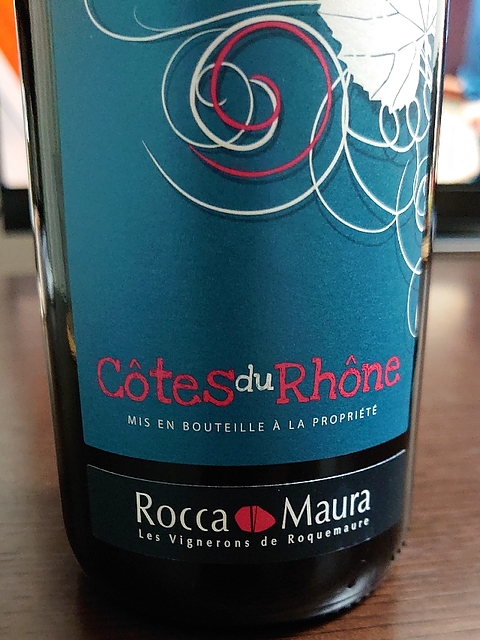 Côtes du Rhône
MIS EN BOUTEILLE À LA PROPRIÉTÉ
Rocca Maura
Les Vignerons de Roquemaure